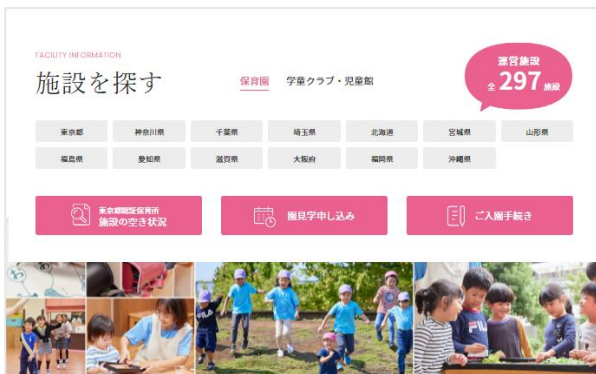 FACILITY INFORMATION
施設を探す
保育園 学童クラブ・児童館
運営施設
全 297 施設
東京都 神奈川県 千葉県 埼玉県 北海道 宮城県 山形県
福島県 愛知県 滋賀県 大阪府 福岡県 沖縄県
東京都認証保育所
施設の空き状況
園見学申し込み
ご入園手続き
FILA